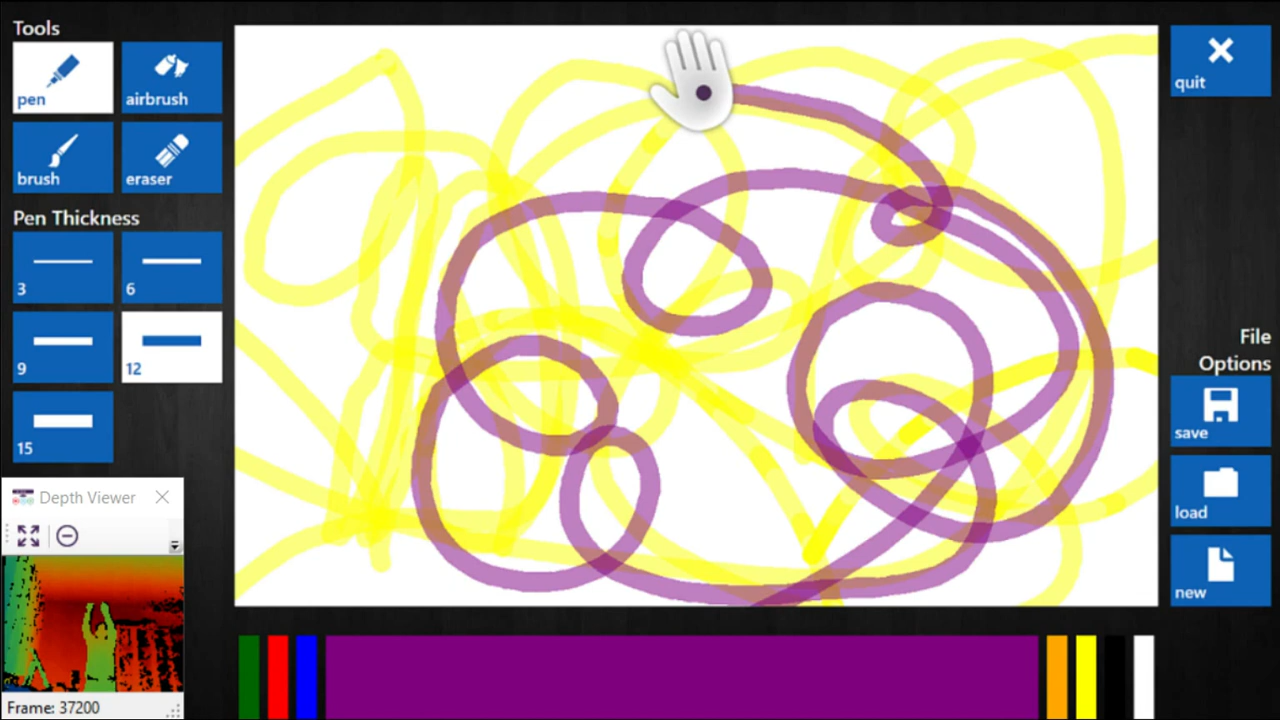 Tools
pen
airbrush
brush
eraser
Pen Thickness
3
6
9
12
15
Depth Viewer
Frame: 37200
quit
File
Options
save
load
new